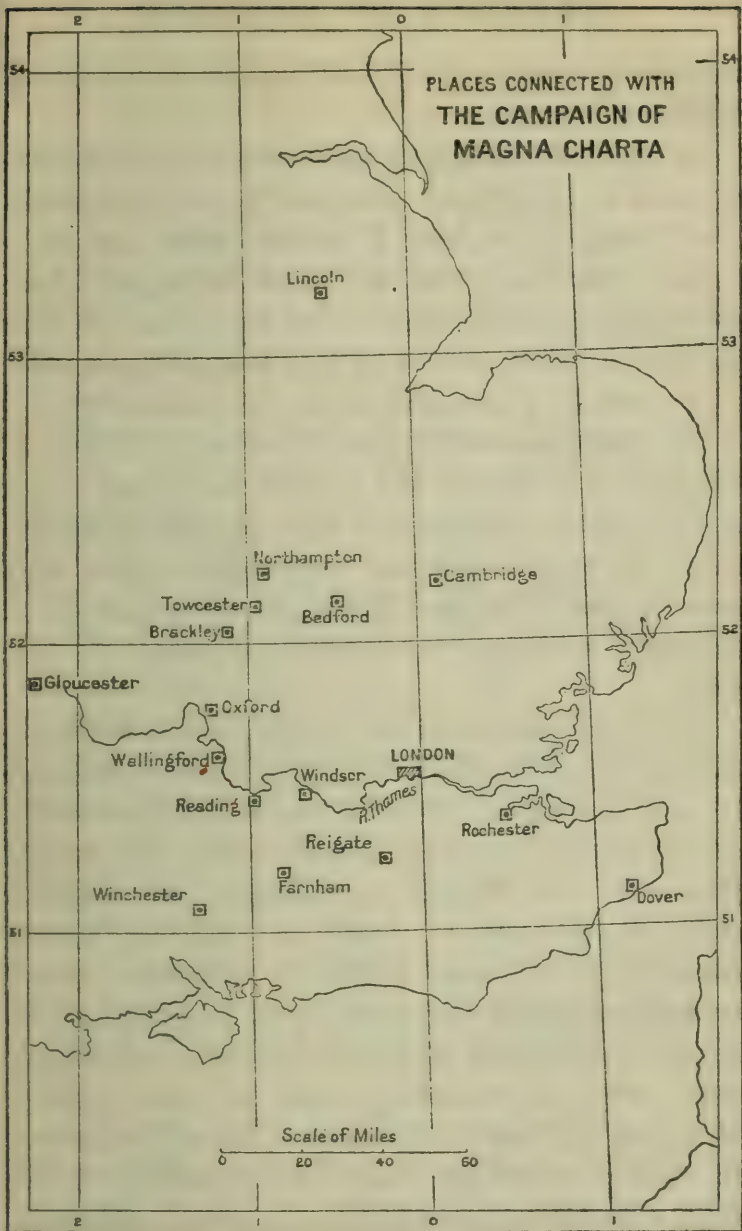 2 1 0 1
54 54
PLACES CONNECTED WITH
THE CAMPAIGN OF
MAGNA CHARTA
Lincoln
53 53
Northampton
Cambridge
Towcester
Bedford
Brackley
52 52
Gloucester
Oxford
LONDON
Wallingford
Windsor
Reading
R. Thames
Rochester
Reigate
Farnham
Winchester
Dover
51 51
Scale of Miles
0 20 40 60
2 1 0 1